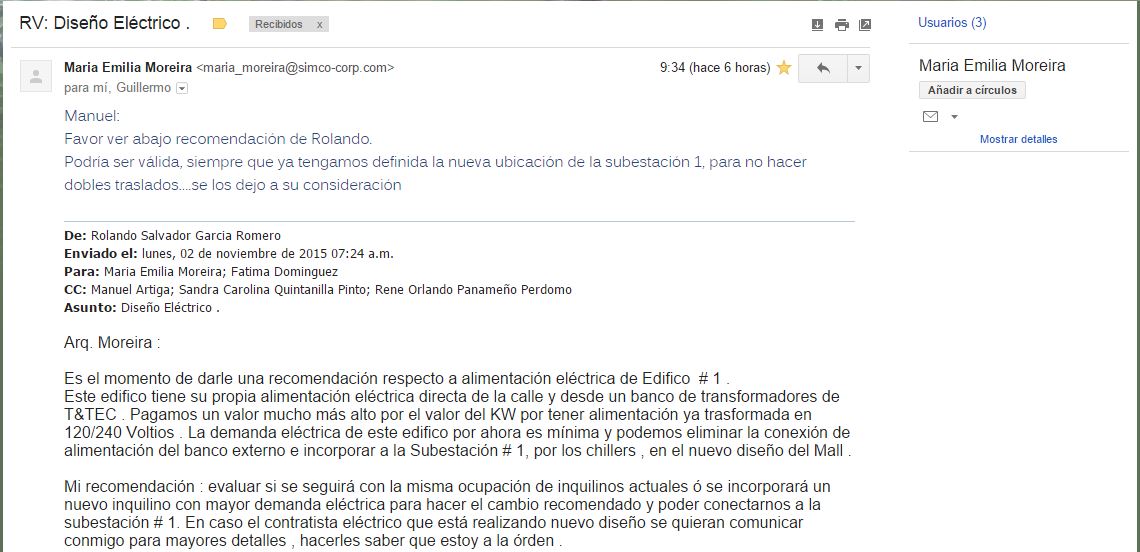 RV: Diseño Eléctrico .
Recibidos x
Usuarios (3)
Maria Emilia Moreira <maria_moreira@simco-corp.com>
9:34 (hace 6 horas)
para mí, Guillermo
Maria Emilia Moreira
Añadir a círculos
Mostrar detalles
Manuel:
Favor ver abajo recomendación de Rolando.
Podría ser válida, siempre que ya tengamos definida la nueva ubicación de la subestación 1, para no hacer
dobles traslados....se los dejo a su consideración
De: Rolando Salvador Garcia Romero
Enviado el: lunes, 02 de noviembre de 2015 07:24 a.m.
Para: Maria Emilia Moreira; Fatima Dominguez
CC: Manuel Artiga; Sandra Carolina Quintanilla Pinto; Rene Orlando Panameño Perdomo
Asunto: Diseño Eléctrico .
Arq. Moreira :
Es el momento de darle una recomendación respecto a alimentación eléctrica de Edifico # 1 .
Este edifico tiene su propia alimentación eléctrica directa de la calle y desde un banco de transformadores de
T&TEC . Pagamos un valor mucho más alto por el valor del KW por tener alimentación ya trasformada en
120/240 Voltios . La demanda eléctrica de este edifico por ahora es mínima y podemos eliminar la conexión de
alimentación del banco externo e incorporar a la Subestación # 1, por los chillers , en el nuevo diseño del Mall .
Mi recomendación : evaluar si se seguirá con la misma ocupación de inquilinos actuales ó se incorporará un
nuevo inquilino con mayor demanda eléctrica para hacer el cambio recomendado y poder conectarnos a la
subestación # 1. En caso el contratista eléctrico que está realizando nuevo diseño se quieran comunicar
conmigo para mayores detalles , hacerles saber que estoy a la órden .